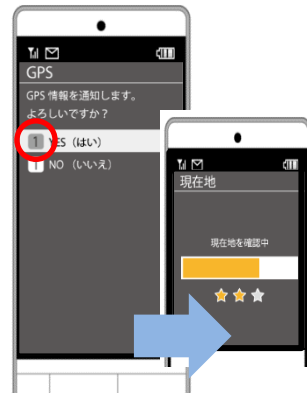 GPS
GPS 情報を通知します。
よろしいですか？
1 YES（はい）
1 NO（いいえ）
現在地
現在地を確認中